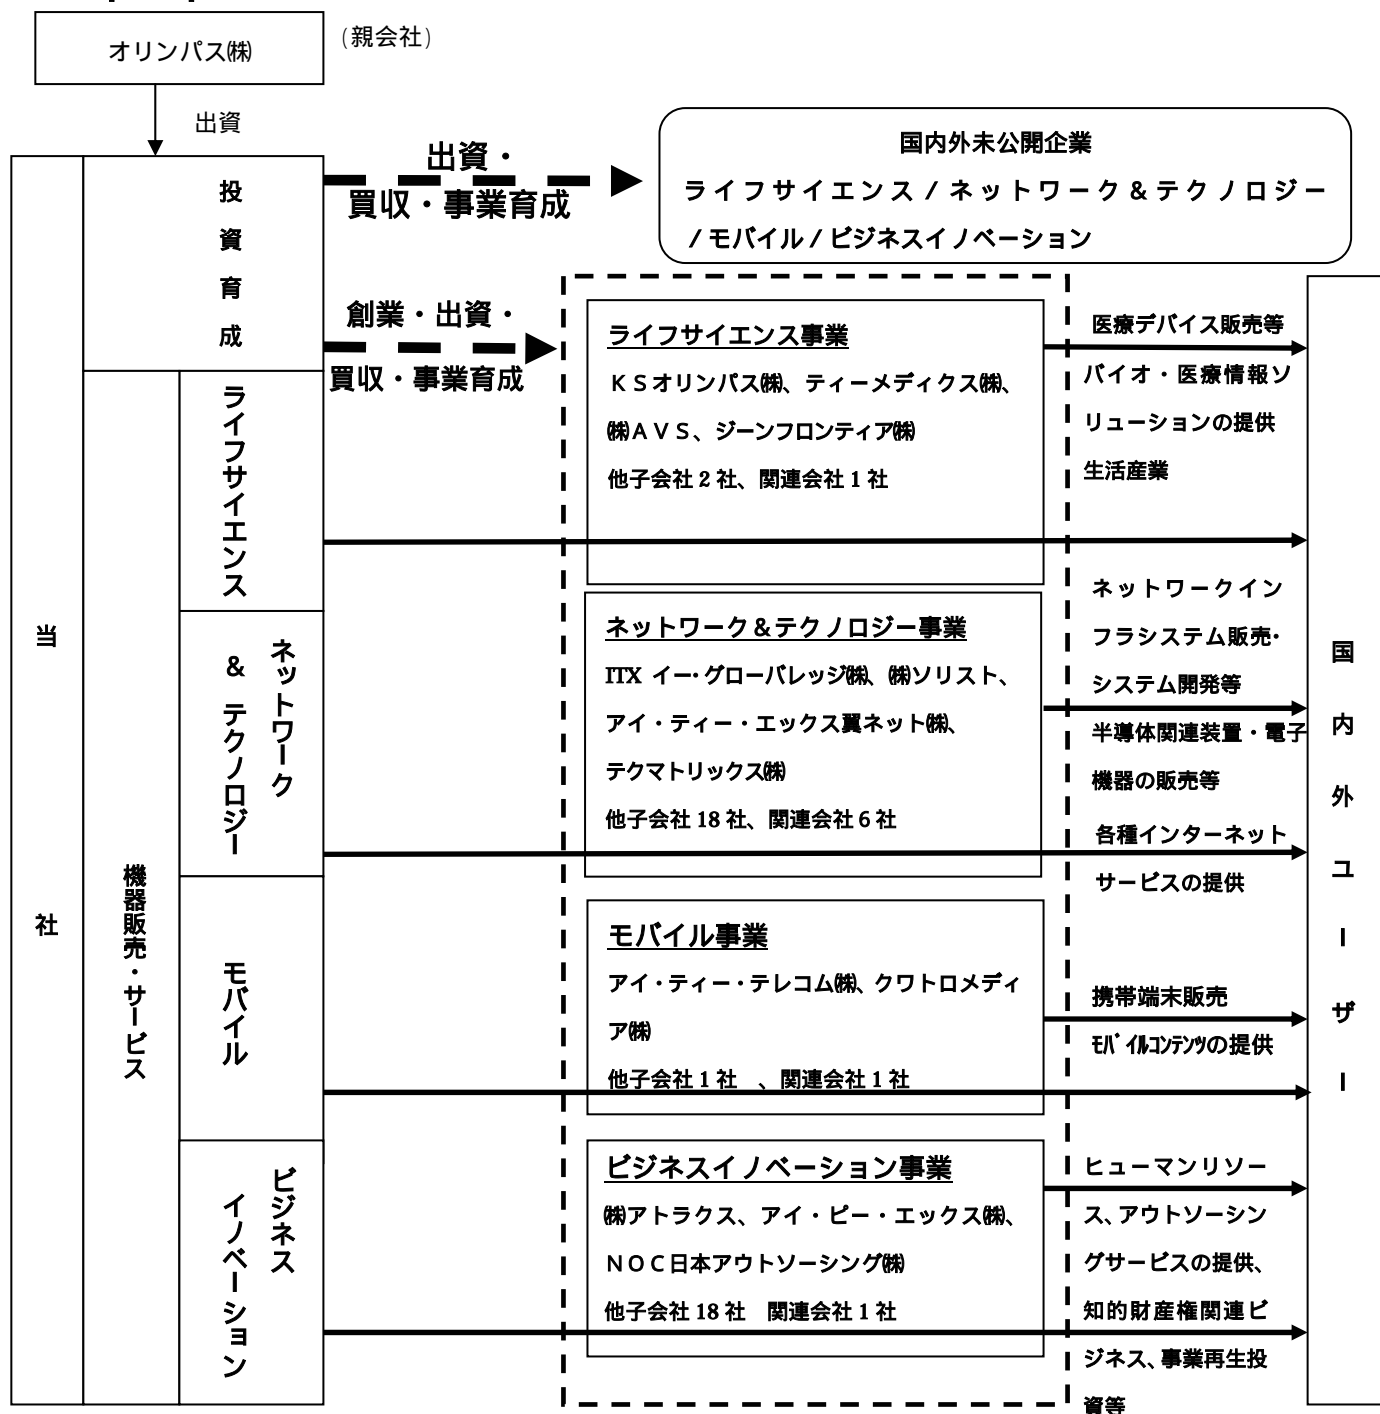 オリンパス㈱
(親会社)
出資
当社
投資育成
機器販売・サービス
ライフサイエンス
ネットワーク
&テクノロジー
モバイル
ビジネス
イノベーション
出資・
買収・事業育成
創業・出資・
買収・事業育成
国内外未公開企業
ライフサイエンス/ネットワーク&テクノロジー
/モバイル/ビジネスイノベーション
ライフサイエンス事業
KSオリンパス㈱、ティーメディクス㈱、
㈱AVS、ジーンフロンティア㈱
他子会社2社、関連会社1社
医療デバイス販売等
バイオ・医療情報ソ
リューションの提供
生活産業
ネットワーク&テクノロジー事業
ITX イー・グローバレッジ㈱、㈱ソリスト、
アイ・ティー・エックス翼ネット㈱、
テクマトリックス㈱
他子会社18社、関連会社6社
ネットワークイン
フラシステム販売・
システム開発等
半導体関連装置・電子
機器の販売等
各種インターネット
サービスの提供
モバイル事業
アイ・ティー・テレコム㈱、クワトロメディ
ア㈱
他子会社1社 、関連会社1社
携帯端末販売
モバイルコンテンツの提供
ビジネスイノベーション事業
㈱アトラクス、アイ・ピー・エックス㈱、
NOC日本アウトソーシング㈱
他子会社18社 関連会社1社
ヒューマンリソー
ス、アウトソーシン
グサービスの提供、
知的財産権関連ビ
ジネス、事業再生投
資等
国内外ユーザー